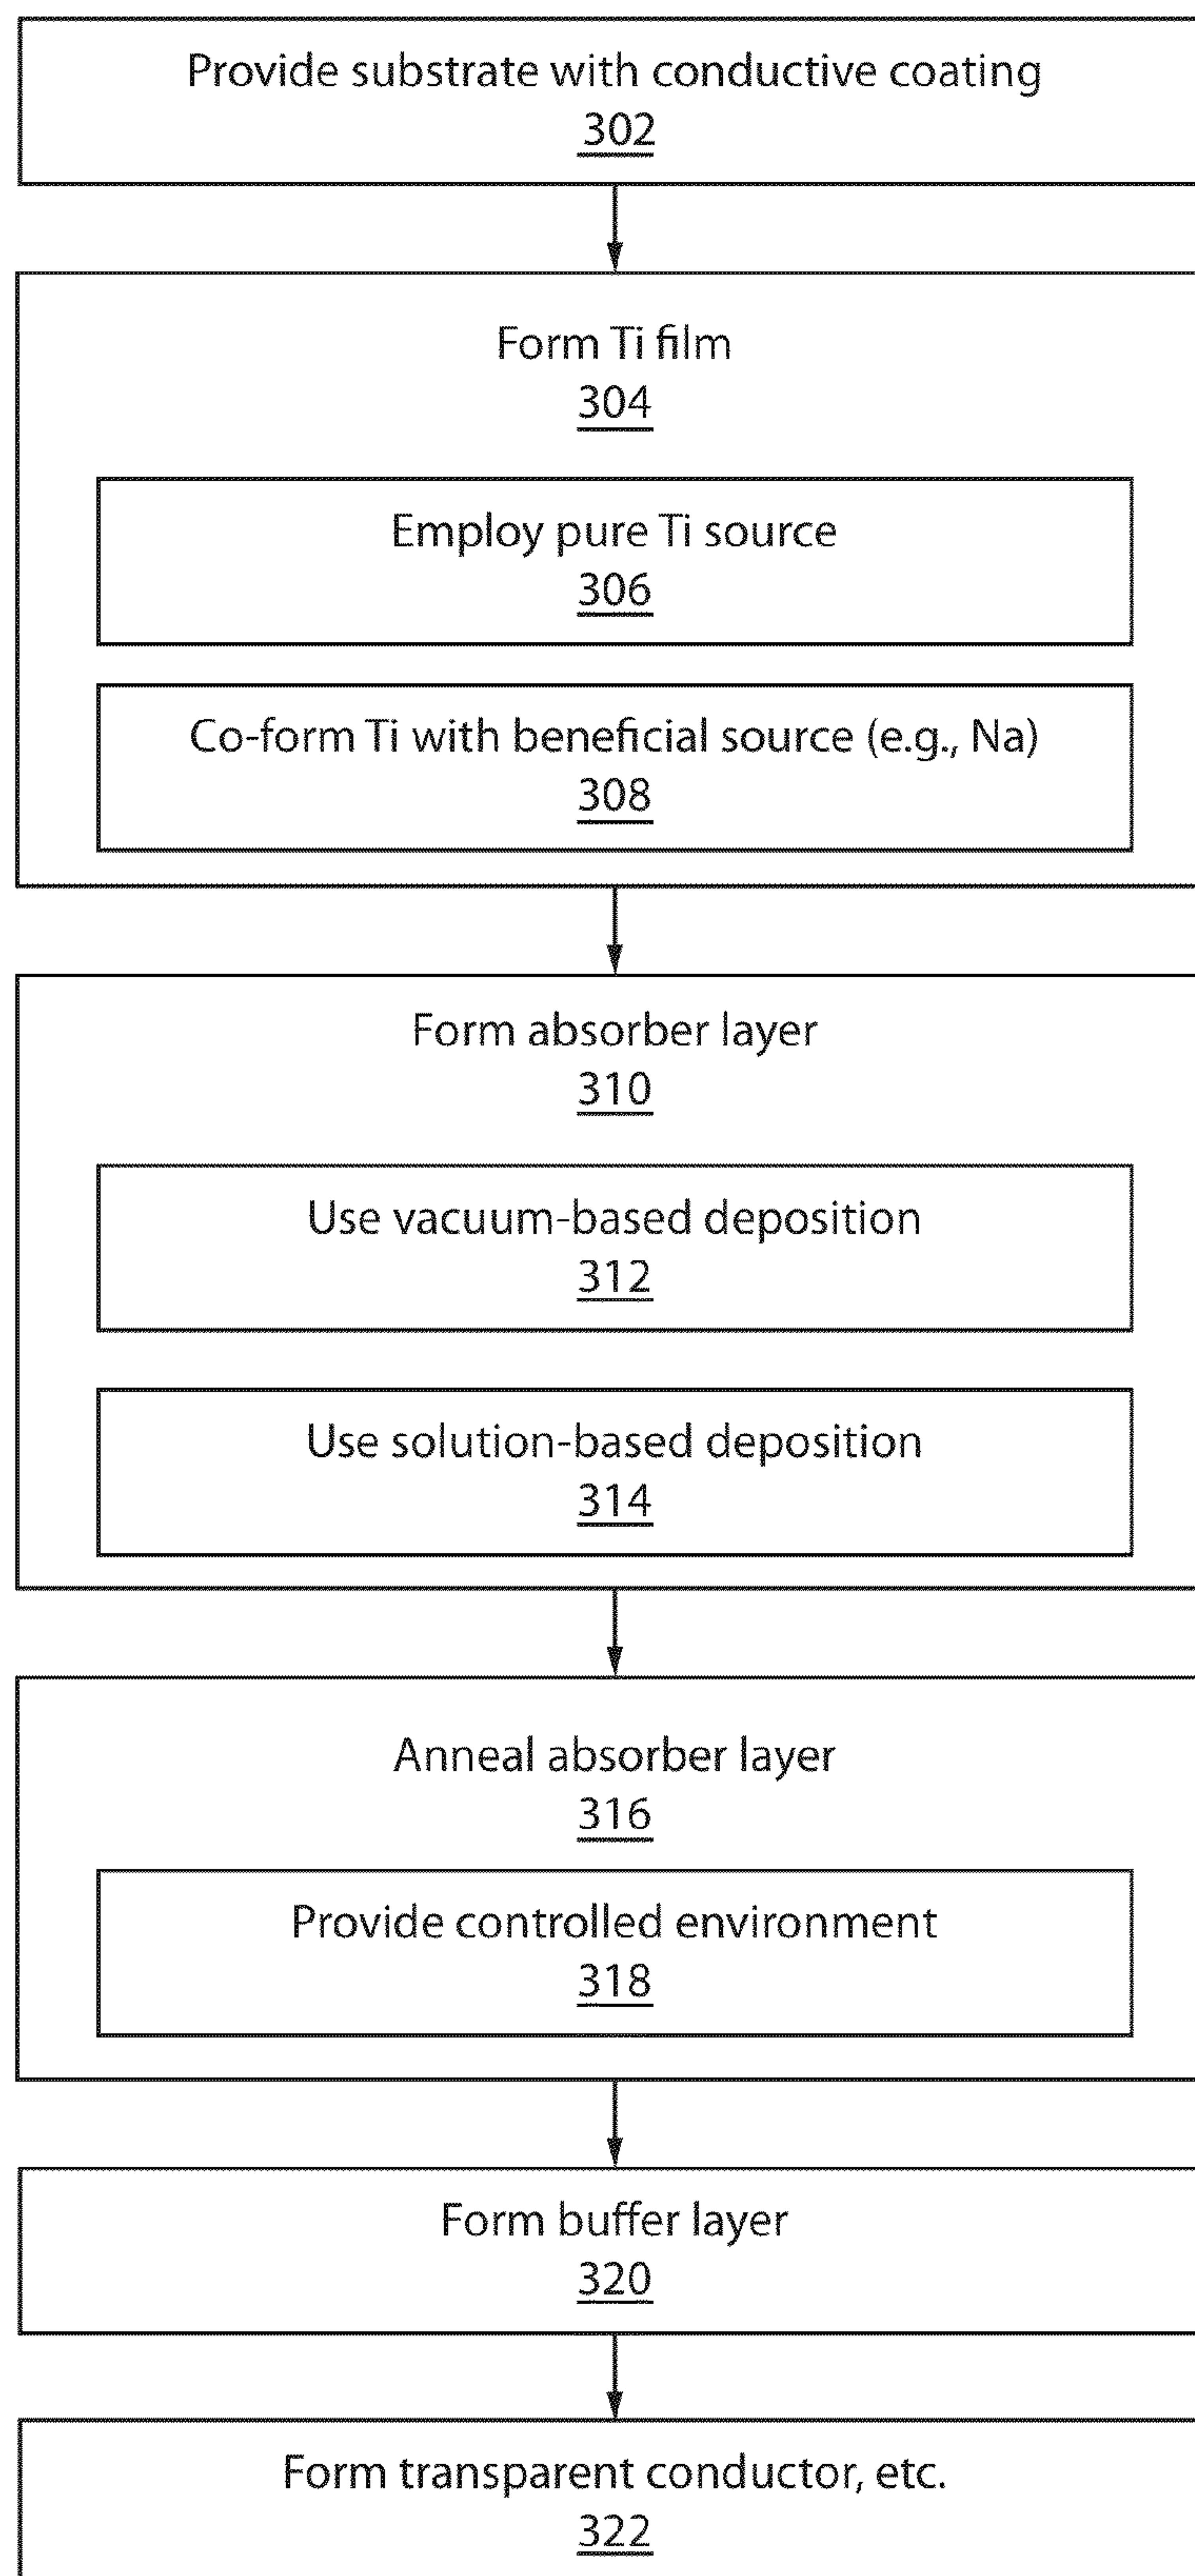 Provide substrate with conductive coating
302
Form Ti film
304
Employ pure Ti source
306
Co-form Ti with beneficial source (e.g., Na)
308
Form absorber layer
310
Use vacuum-based deposition
312
Use solution-based deposition
314
Anneal absorber layer
316
Provide controlled environment
318
Form buffer layer
320
Form transparent conductor, etc.
322